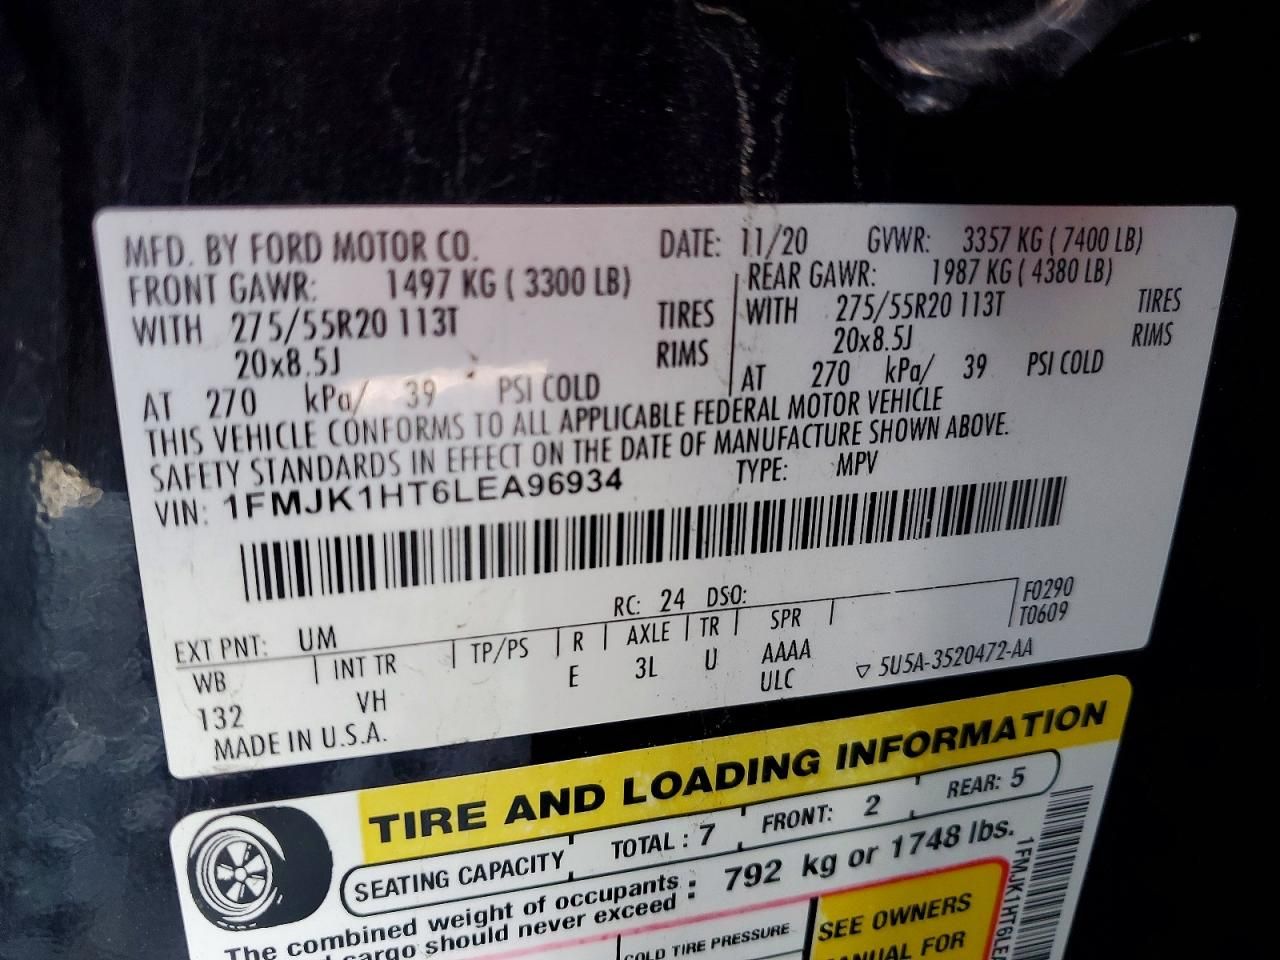 MFD. BY FORD MOTOR CO. DATE: 11/20 GVWR: 3357 KG ( 7400 LB)
FRONT GAWR: 1497 KG ( 3300 LB) REAR GAWR: 1987 KG ( 4380 LB)
WITH 275/55R20 113T TIRES WITH 275/55R20 113T TIRES
20x8.5J RIMS 20x8.5J RIMS
AT 270 kPa/ 39 PSI COLD AT 270 kPa/ 39 PSI COLD
THIS VEHICLE CONFORMS TO ALL APPLICABLE FEDERAL MOTOR VEHICLE
SAFETY STANDARDS IN EFFECT ON THE DATE OF MANUFACTURE SHOWN ABOVE.
VIN: 1FMJK1HT6LEA96934 TYPE: MPV
EXT PNT: UM RC: 24 DSO: F0290
WB INT TR TP/PS R AXLE TR SPR T0609
132 VH E 3L U AAAA
ULC ▽ 5U5A-3520472-AA
MADE IN U.S.A.
TIRE AND LOADING INFORMATION
SEATING CAPACITY TOTAL : 7 FRONT: 2 REAR: 5
The combined weight of occupants : 792 kg or 1748 lbs.
cargo should never exceed
COLD TIRE PRESSURE
SEE OWNERS
FOR
1FMJK1HT6LEA